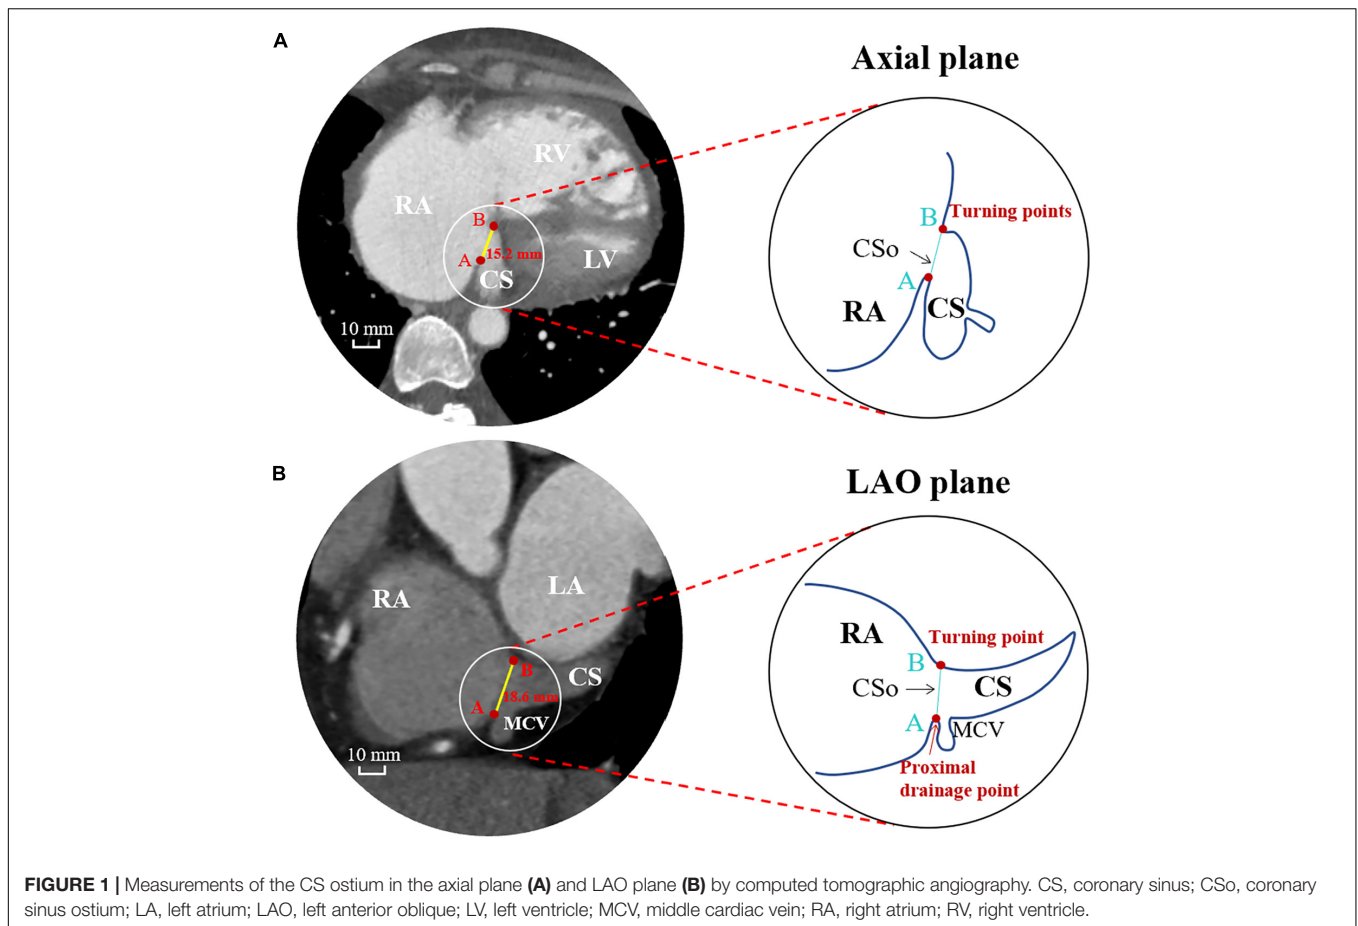 A
Axial plane
RV
RA
B
15.2 mm
A
CS
LV
10 mm
B
Turning points
CSo
A
RA
CS
B
LAO plane
RA
LA
B
CS
18.6 mm
A
MCV
10 mm
RA
Turning point
B
CSo
CS
A
MCV
Proximal
drainage point
FIGURE 1 | Measurements of the CS ostium in the axial plane (A) and LAO plane (B) by computed tomographic angiography. CS, coronary sinus; CSo, coronary
sinus ostium; LA, left atrium; LAO, left anterior oblique; LV, left ventricle; MCV, middle cardiac vein; RA, right atrium; RV, right ventricle.